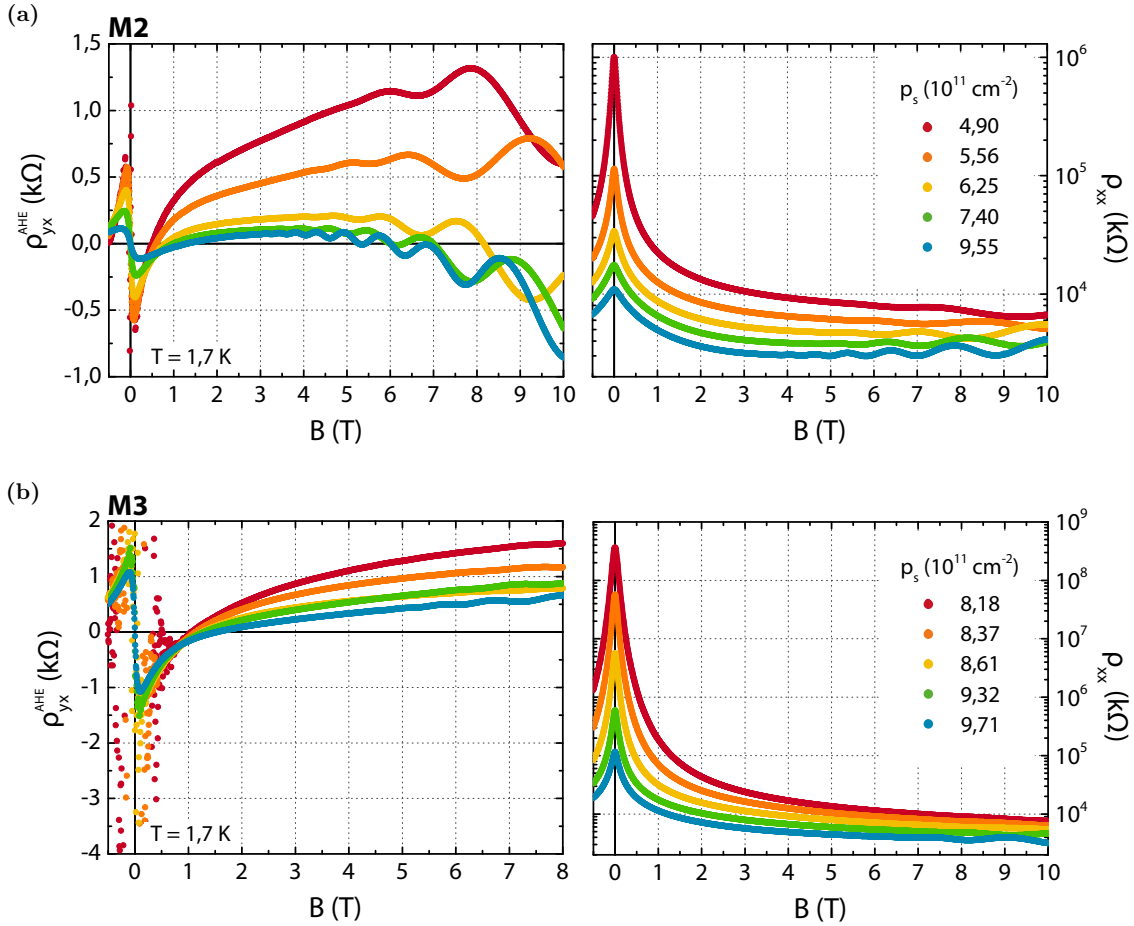 (a)
M2
1,5
1,0
0,5
0,0
-0,5
-1,0
ρyx^AHE (kΩ)
T = 1,7 K
0 1 2 3 4 5 6 7 8 9 10
B (T)
ps (10^11 cm^-2)
4,90
5,56
6,25
7,40
9,55
10^6
10^5
10^4
ρxx (kΩ)
0 1 2 3 4 5 6 7 8 9 10
B (T)
(b)
M3
2
1
0
-1
-2
-3
-4
ρyx^AHE (kΩ)
T = 1,7 K
0 1 2 3 4 5 6 7 8
B (T)
ps (10^11 cm^-2)
8,18
8,37
8,61
9,32
9,71
10^9
10^8
10^7
10^6
10^5
10^4
ρxx (kΩ)
0 1 2 3 4 5 6 7 8 9 10
B (T)